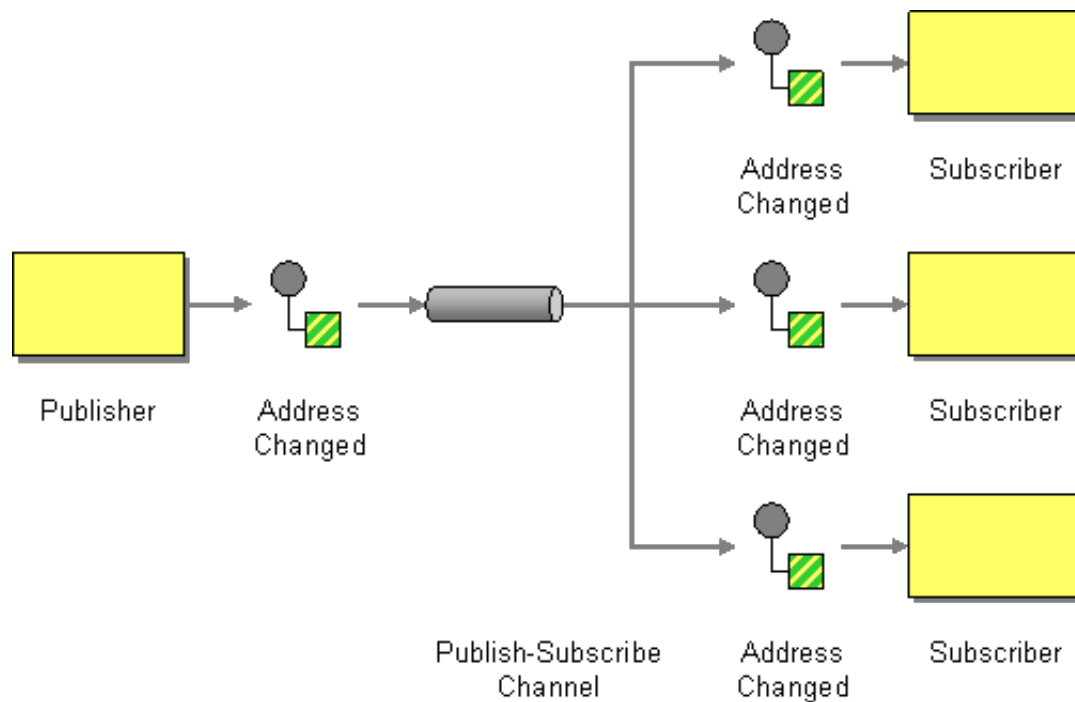 Address
Changed
Subscriber
Publisher
Address
Changed
Address
Changed
Subscriber
Publish-Subscribe
Channel
Address
Changed
Subscriber